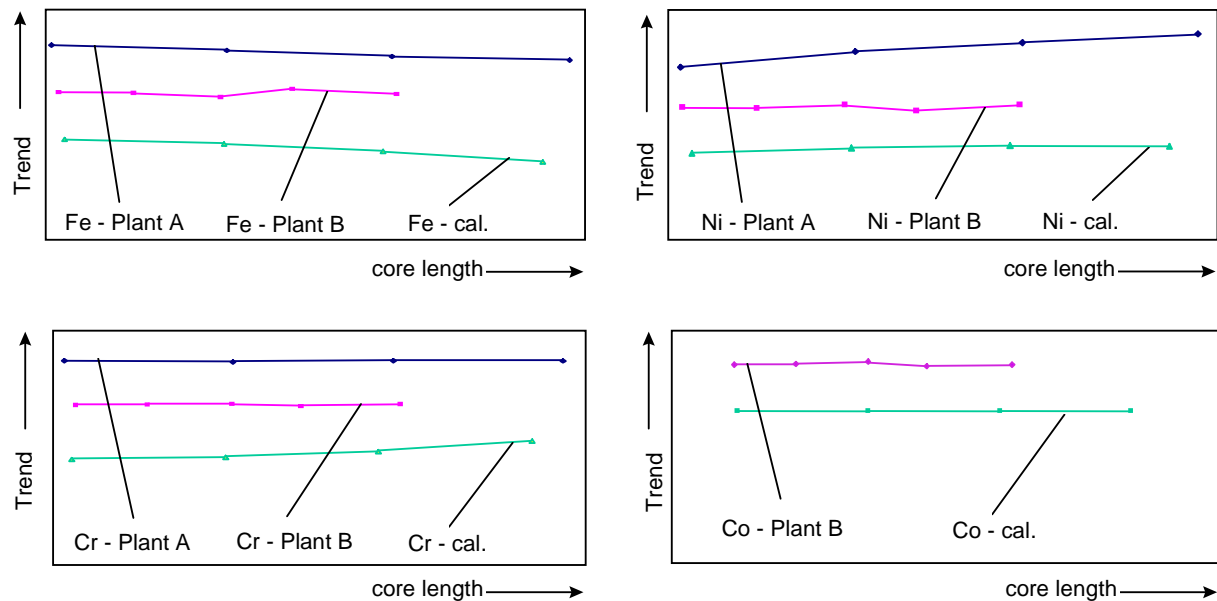 Trend
Fe - Plant A
Fe - Plant B
Fe - cal.
core length
Trend
Ni - Plant A
Ni - Plant B
Ni - cal.
core length
Trend
Cr - Plant A
Cr - Plant B
Cr - cal.
core length
Trend
Co - Plant B
Co - cal.
core length